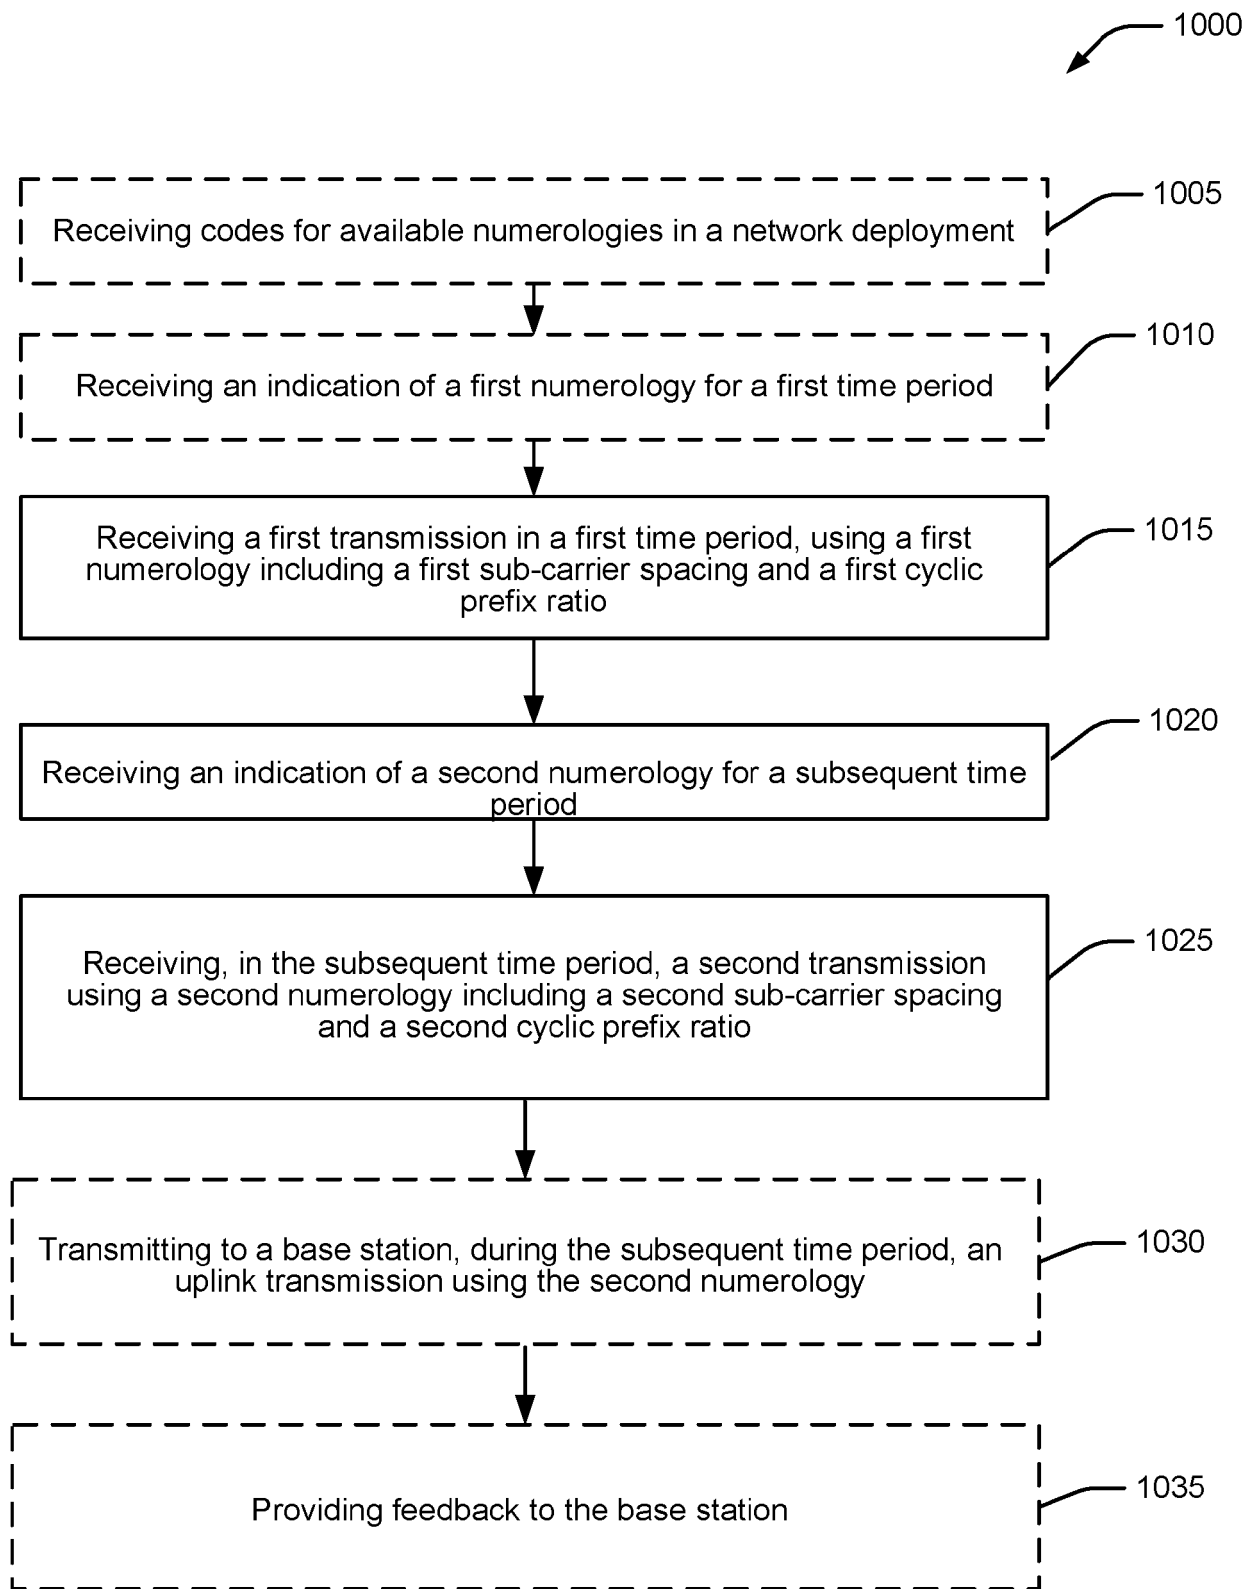 1000
Receiving codes for available numerologies in a network deployment
1005
Receiving an indication of a first numerology for a first time period
1010
Receiving a first transmission in a first time period, using a first
numerology including a first sub-carrier spacing and a first cyclic
prefix ratio
1015
Receiving an indication of a second numerology for a subsequent time
period
1020
Receiving, in the subsequent time period, a second transmission
using a second numerology including a second sub-carrier spacing
and a second cyclic prefix ratio
1025
Transmitting to a base station, during the subsequent time period, an
uplink transmission using the second numerology
1030
Providing feedback to the base station
1035